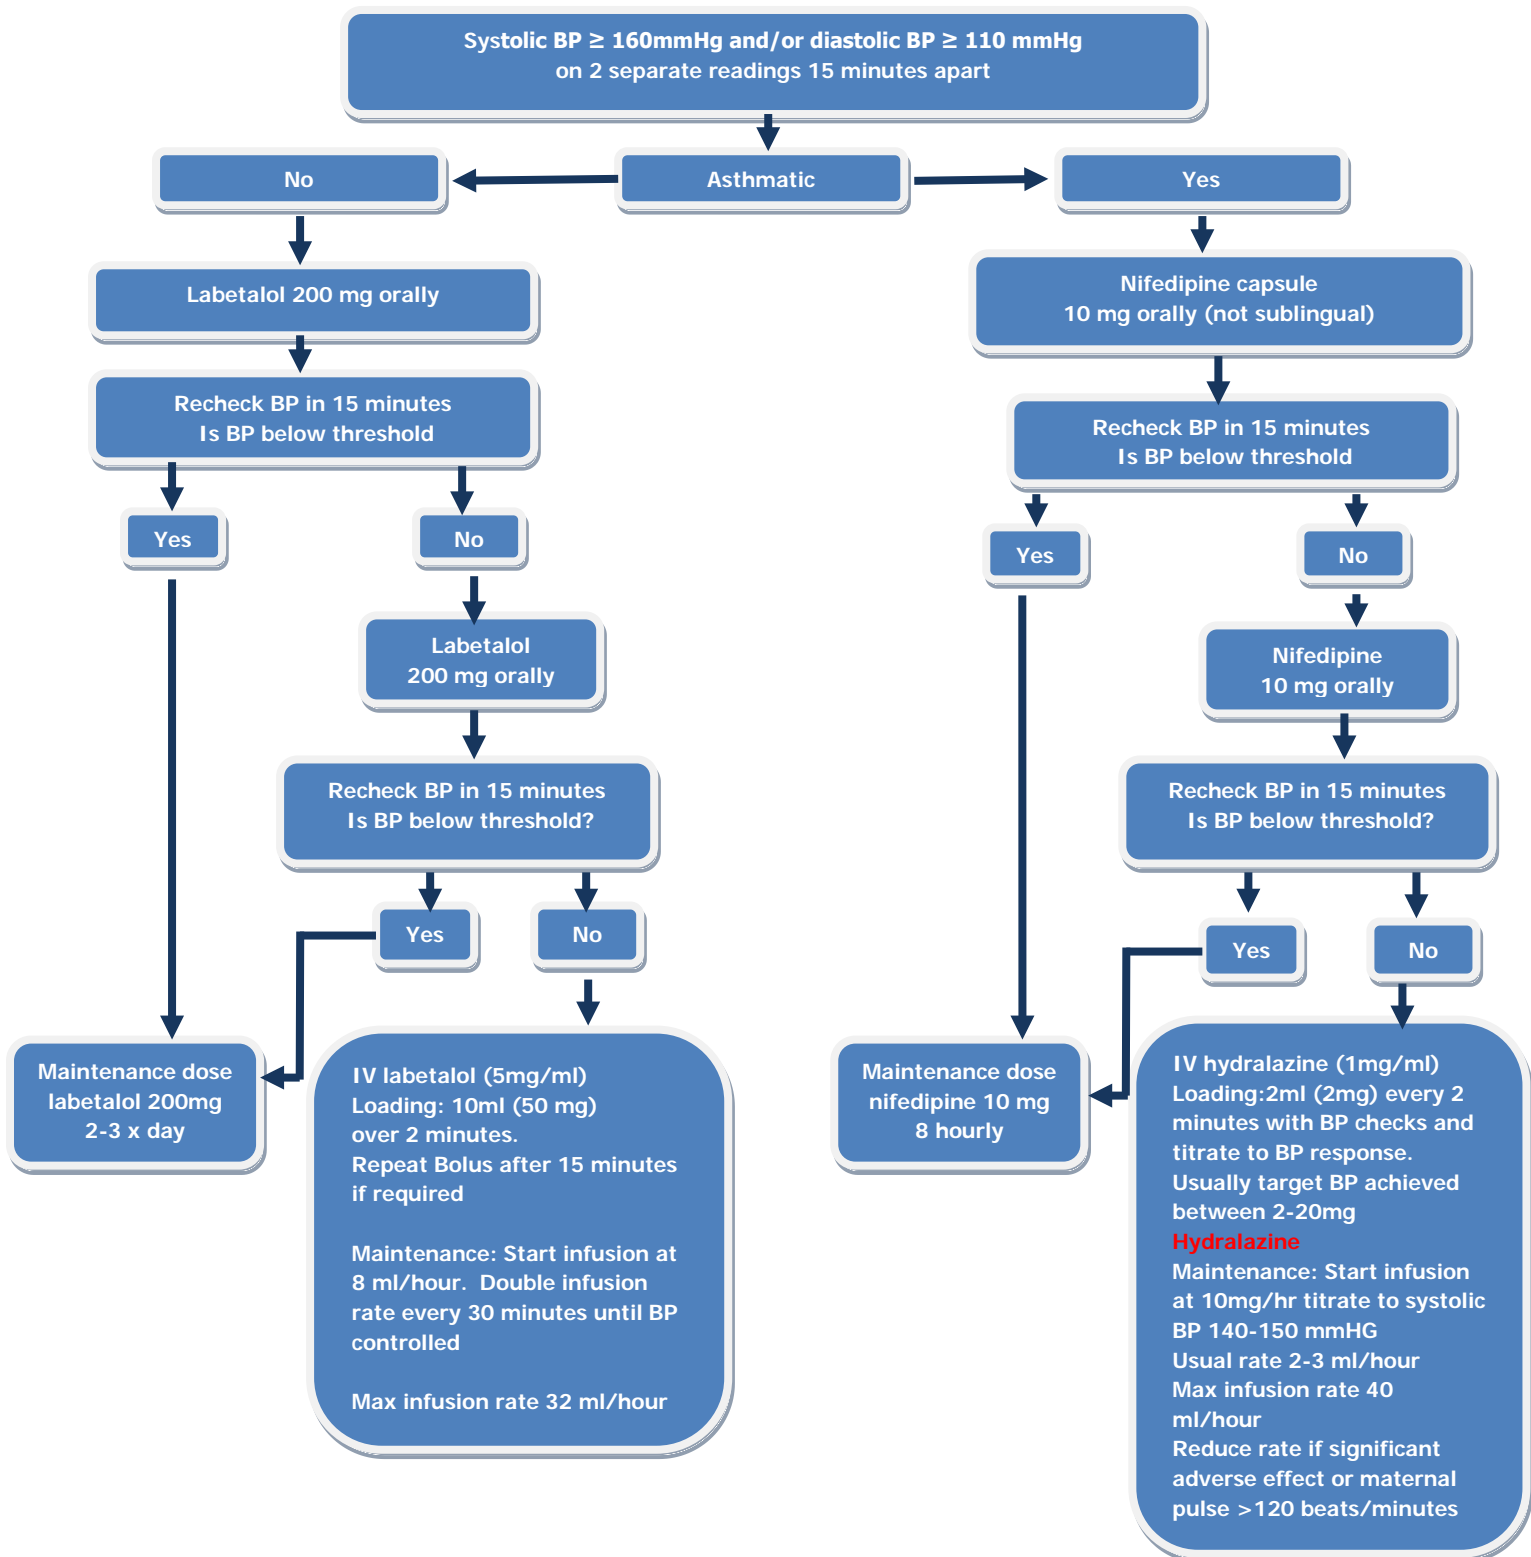 Systolic BP ≥ 160mmHg and/or diastolic BP ≥ 110 mmHg
on 2 separate readings 15 minutes apart
No
Asthmatic
Yes
Labetalol 200 mg orally
Nifedipine capsule
10 mg orally (not sublingual)
Recheck BP in 15 minutes
Is BP below threshold
Recheck BP in 15 minutes
Is BP below threshold
Yes
No
Yes
No
Labetalol
200 mg orally
Nifedipine
10 mg orally
Recheck BP in 15 minutes
Is BP below threshold?
Recheck BP in 15 minutes
Is BP below threshold?
Yes
No
Yes
No
Maintenance dose
labetalol 200mg
2-3 x day
IV labetalol (5mg/ml)
Loading: 10ml (50 mg)
over 2 minutes.
Repeat Bolus after 15 minutes
if required
Maintenance: Start infusion at
8 ml/hour. Double infusion
rate every 30 minutes until BP
controlled
Max infusion rate 32 ml/hour
Maintenance dose
nifedipine 10 mg
8 hourly
IV hydralazine (1mg/ml)
Loading:2ml (2mg) every 2
minutes with BP checks and
titrate to BP response.
Usually target BP achieved
between 2-20mg
Hydralazine
Maintenance: Start infusion
at 10mg/hr titrate to systolic
BP 140-150 mmHG
Usual rate 2-3 ml/hour
Max infusion rate 40
ml/hour
Reduce rate if significant
adverse effect or maternal
pulse >120 beats/minutes